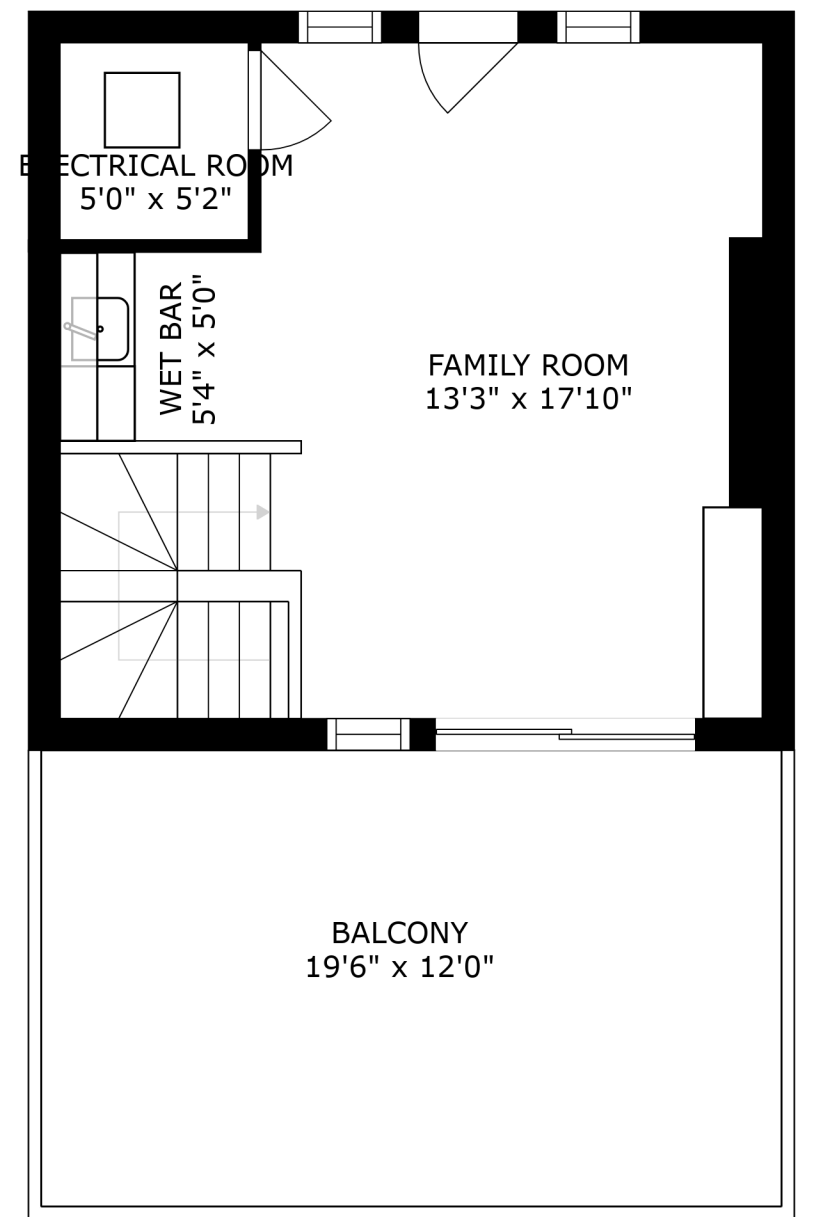 ELECTRICAL ROOM
5'0" x 5'2"
WET BAR
5'4" x 5'0"
FAMILY ROOM
13'3" x 17'10"
BALCONY
19'6" x 12'0"